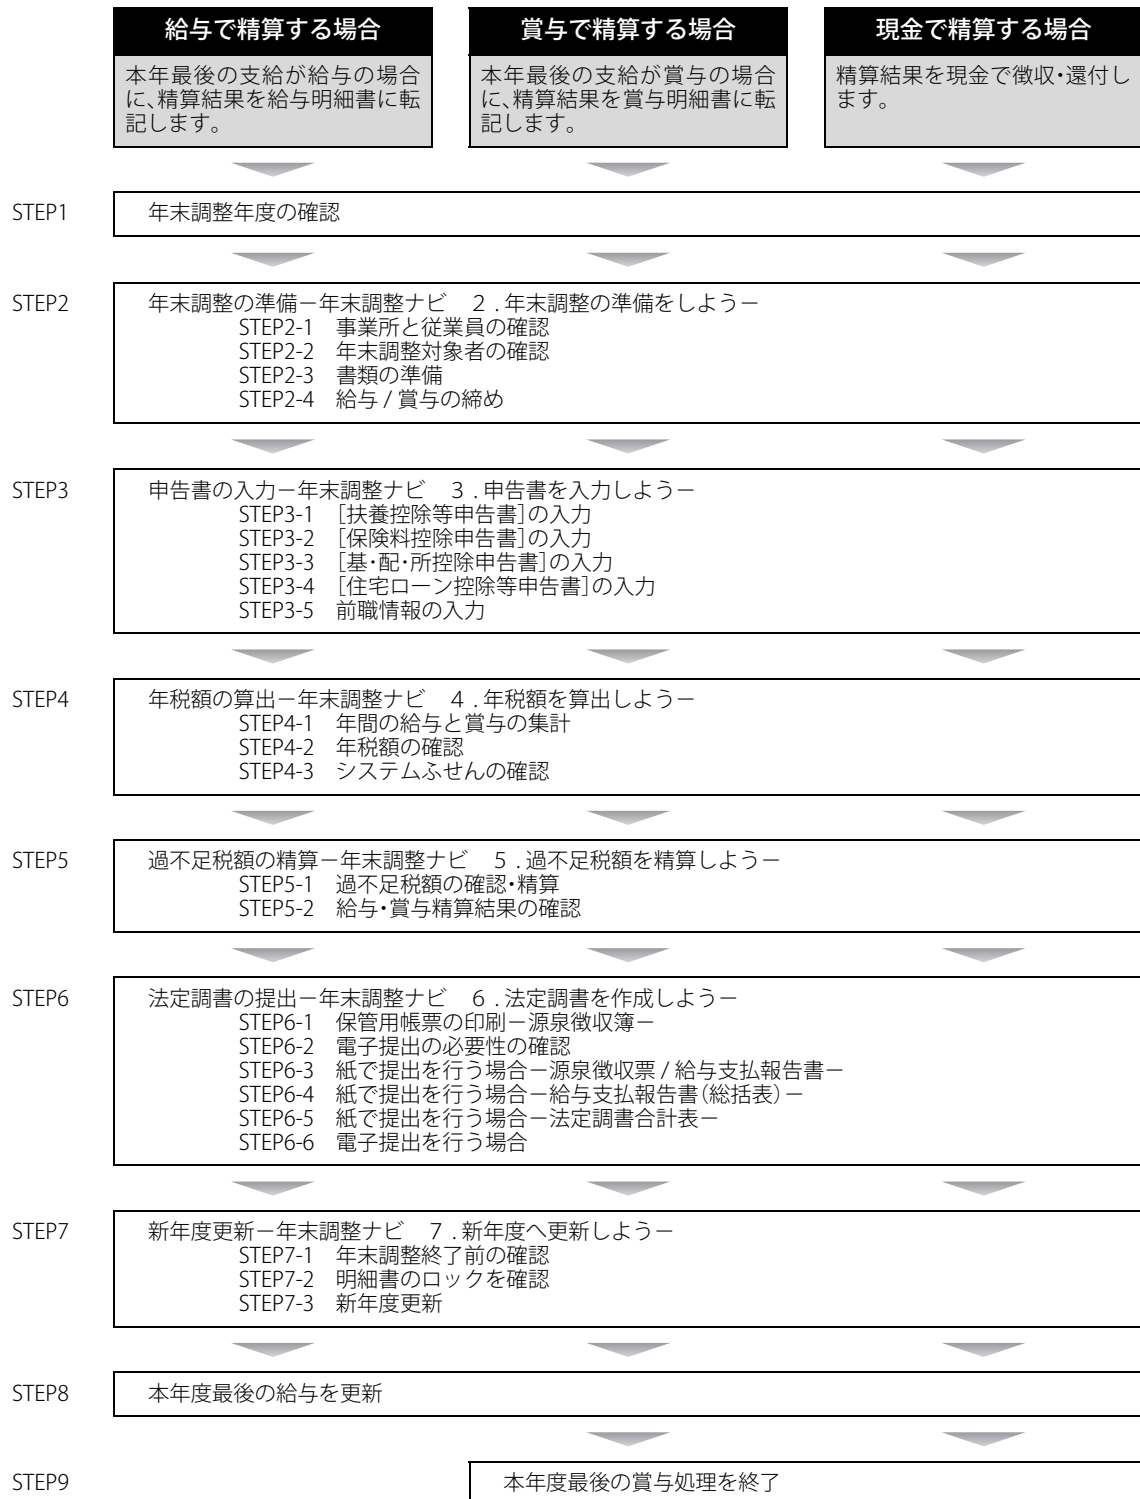 給与で精算する場合
本年最後の支給が給与の場合
に、精算結果を給与明細書に転
記します。
賞与で精算する場合
本年最後の支給が賞与の場合
に、精算結果を賞与明細書に転
記します。
現金で精算する場合
精算結果を現金で徴収・還付し
ます。
STEP1 年末調整年度の確認
STEP2 年末調整の準備－年末調整ナビ　２．年末調整の準備をしよう－
STEP2-1　事業所と従業員の確認
STEP2-2　年末調整対象者の確認
STEP2-3　書類の準備
STEP2-4　給与 / 賞与の締め
STEP3 申告書の入力－年末調整ナビ　３．申告書を入力しよう－
STEP3-1　[扶養控除等申告書]の入力
STEP3-2　[保険料控除申告書]の入力
STEP3-3　[基・配・所控除申告書]の入力
STEP3-4　[住宅ローン控除等申告書]の入力
STEP3-5　前職情報の入力
STEP4 年税額の算出－年末調整ナビ　４．年税額を算出しよう－
STEP4-1　年間の給与と賞与の集計
STEP4-2　年税額の確認
STEP4-3　システムふせんの確認
STEP5 過不足税額の精算－年末調整ナビ　５．過不足税額を精算しよう－
STEP5-1　過不足税額の確認・精算
STEP5-2　給与・賞与精算結果の確認
STEP6 法定調書の提出－年末調整ナビ　６．法定調書を作成しよう－
STEP6-1　保管用帳票の印刷－源泉徴収簿－
STEP6-2　電子提出の必要性の確認
STEP6-3　紙で提出を行う場合－源泉徴収票 / 給与支払報告書－
STEP6-4　紙で提出を行う場合－給与支払報告書（総括表）－
STEP6-5　紙で提出を行う場合－法定調書合計表－
STEP6-6　電子提出を行う場合
STEP7 新年度更新－年末調整ナビ　７．新年度へ更新しよう－
STEP7-1　年末調整終了前の確認
STEP7-2　明細書のロックを確認
STEP7-3　新年度更新
STEP8 本年度最後の給与を更新
STEP9 本年度最後の賞与処理を終了